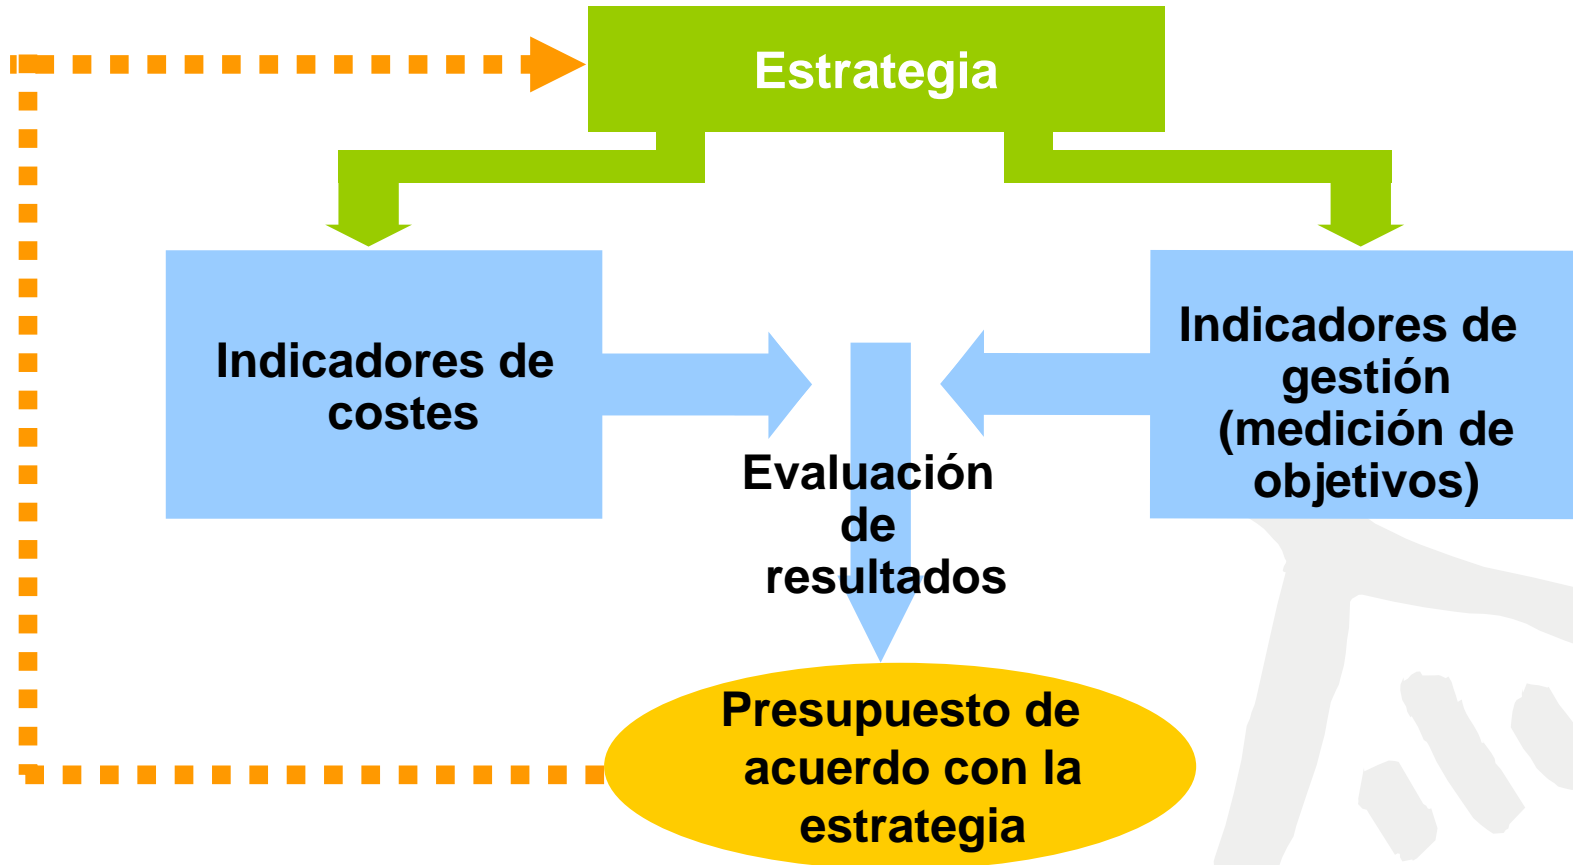 Estrategia
Indicadores de
costes
Indicadores de
gestión
(medición de
objetivos)
Evaluación
de
resultados
Presupuesto de
acuerdo con la
estrategia